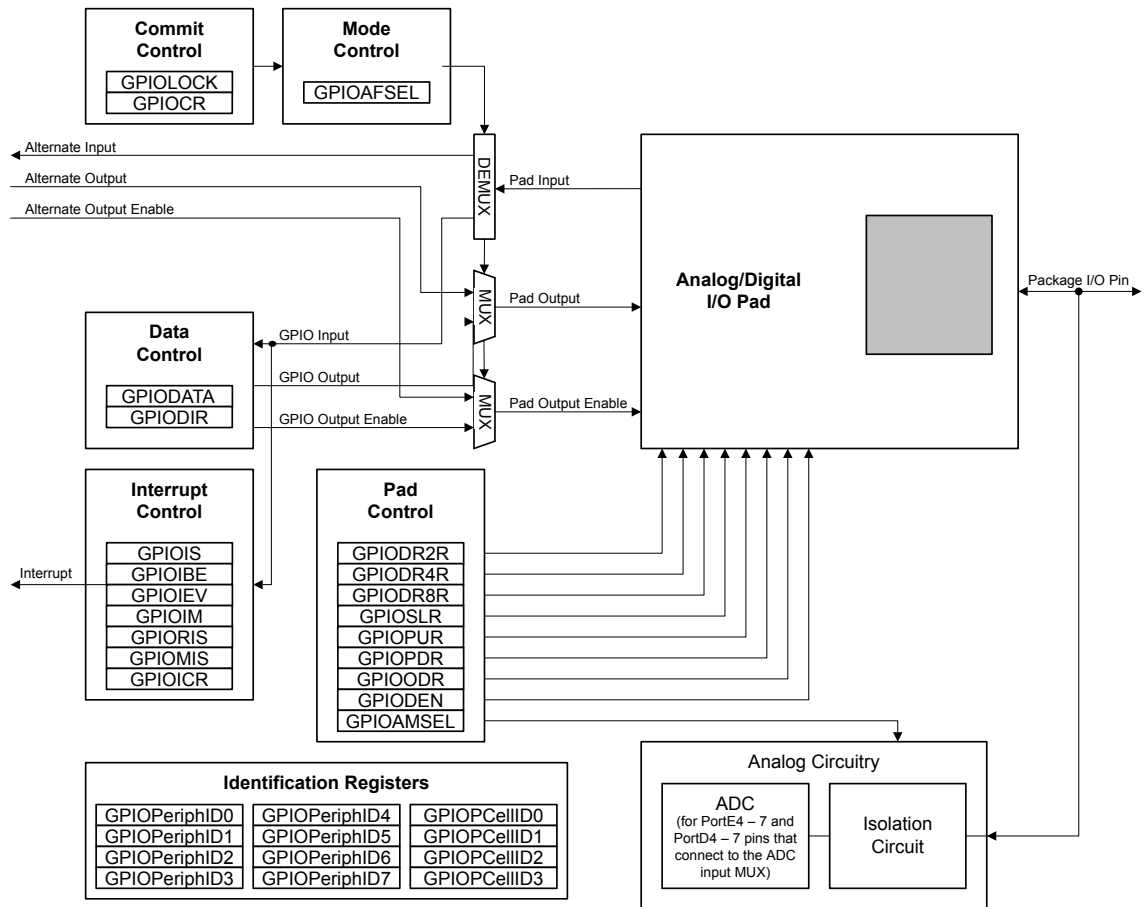 Commit
Control
GPIOLOCK
GPIOCR
Mode
Control
GPIOAFSEL
Alternate Input
Alternate Output
Alternate Output Enable
DEMUX
Pad Input
MUX
Pad Output
MUX
Pad Output Enable
Analog/Digital
I/O Pad
Package I/O Pin
Data
Control
GPIODATA
GPIODIR
GPIO Input
GPIO Output
GPIO Output Enable
Interrupt
Control
GPIOIS
GPIOIBE
GPIOIEV
GPIOIM
GPIORIS
GPIOMIS
GPIOICR
Interrupt
Pad
Control
GPIODR2R
GPIODR4R
GPIODR8R
GPIOSLR
GPIOPUR
GPIOPDR
GPIOODR
GPIODEN
GPIOAMSEL
Analog Circuitry
ADC
(for PortE4 – 7 and
PortD4 – 7 pins that
connect to the ADC
input MUX)
Isolation
Circuit
Identification Registers
GPIOPeriphID0
GPIOPeriphID1
GPIOPeriphID2
GPIOPeriphID3
GPIOPeriphID4
GPIOPeriphID5
GPIOPeriphID6
GPIOPeriphID7
GPIOPCellID0
GPIOPCellID1
GPIOPCellID2
GPIOPCellID3